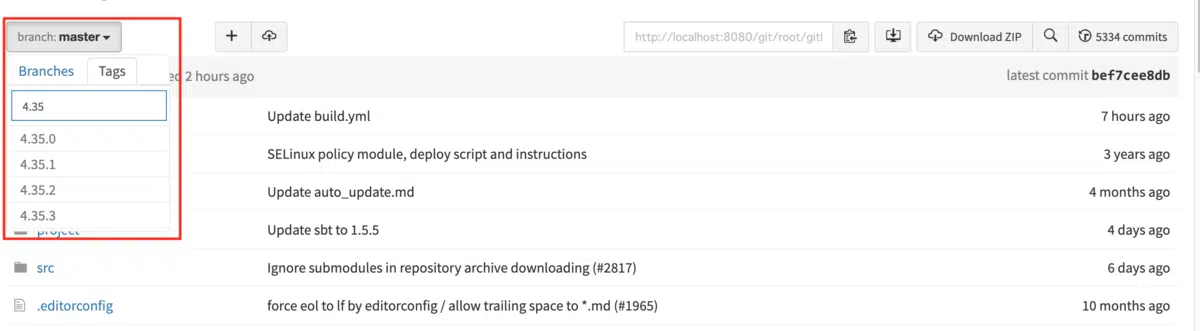 branch: master
http://localhost:8080/git/root/gitl
Download ZIP
5334 commits
Branches
Tags
2 hours ago
latest commit bef7cee8db
4.35
4.35.0
4.35.1
4.35.2
4.35.3
Update build.yml
7 hours ago
SELinux policy module, deploy script and instructions
3 years ago
Update auto_update.md
4 months ago
project
Update sbt to 1.5.5
4 days ago
src
Ignore submodules in repository archive downloading (#2817)
6 days ago
.editorconfig
force eol to lf by editorconfig / allow trailing space to *.md (#1965)
10 months ago